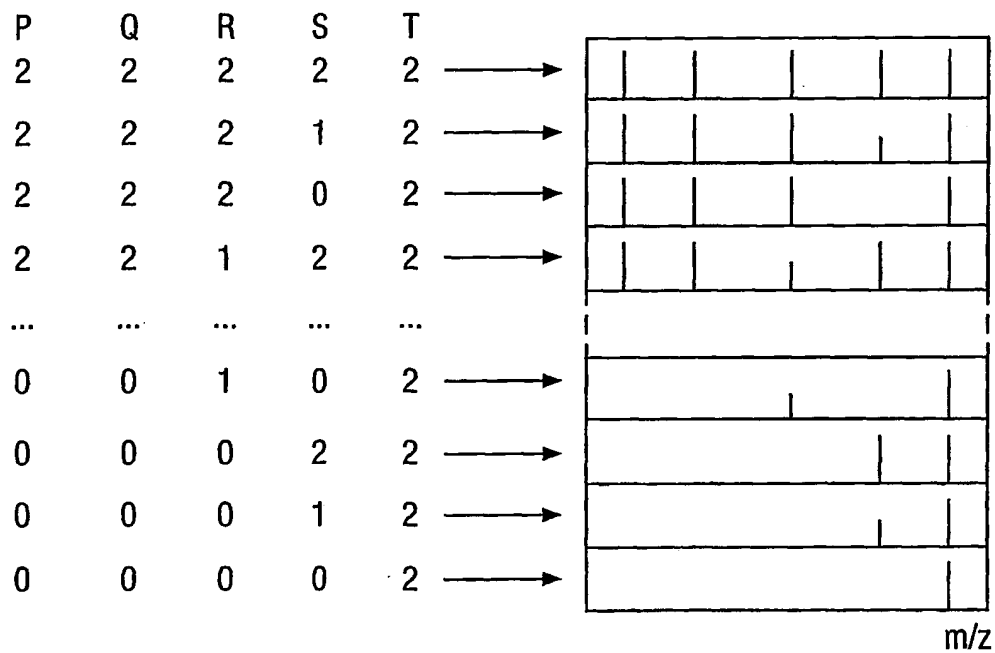 P Q R S T
2 2 2 2 2
2 2 2 1 2
2 2 2 0 2
2 2 1 2 2
... ... ... ... ...
0 0 1 0 2
0 0 0 2 2
0 0 0 1 2
0 0 0 0 2
m/z